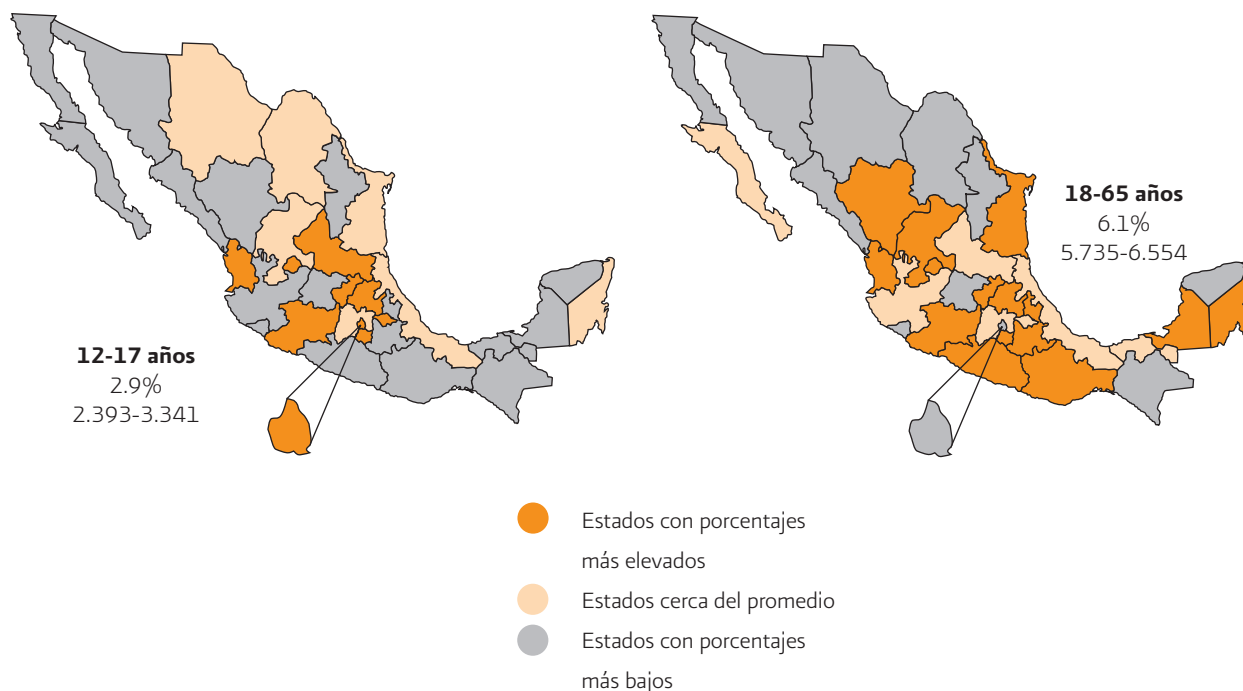 18-65 años
6.1%
5.735-6.554
12-17 años
2.9%
2.393-3.341
Estados con porcentajes
más elevados
Estados cerca del promedio
Estados con porcentajes
más bajos